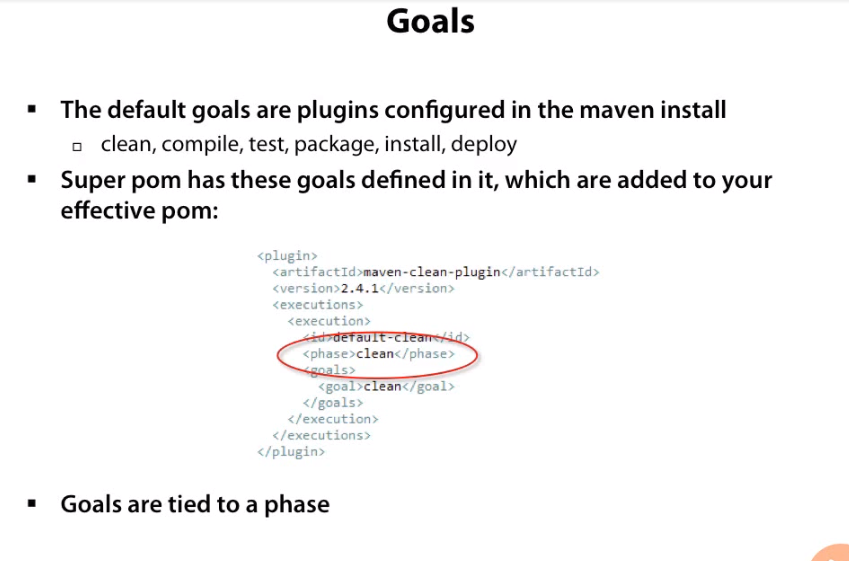 Goals
▪ The default goals are plugins configured in the maven install
▫ clean, compile, test, package, install, deploy
▪ Super pom has these goals defined in it, which are added to your
effective pom:
<plugin>
<artifactId>maven-clean-plugin</artifactId>
<version>2.4.1</version>
<executions>
<execution>
<id>default-clean</id>
<phase>clean</phase>
<goals>
<goal>clean</goal>
</goals>
</execution>
</executions>
</plugin>
▪ Goals are tied to a phase